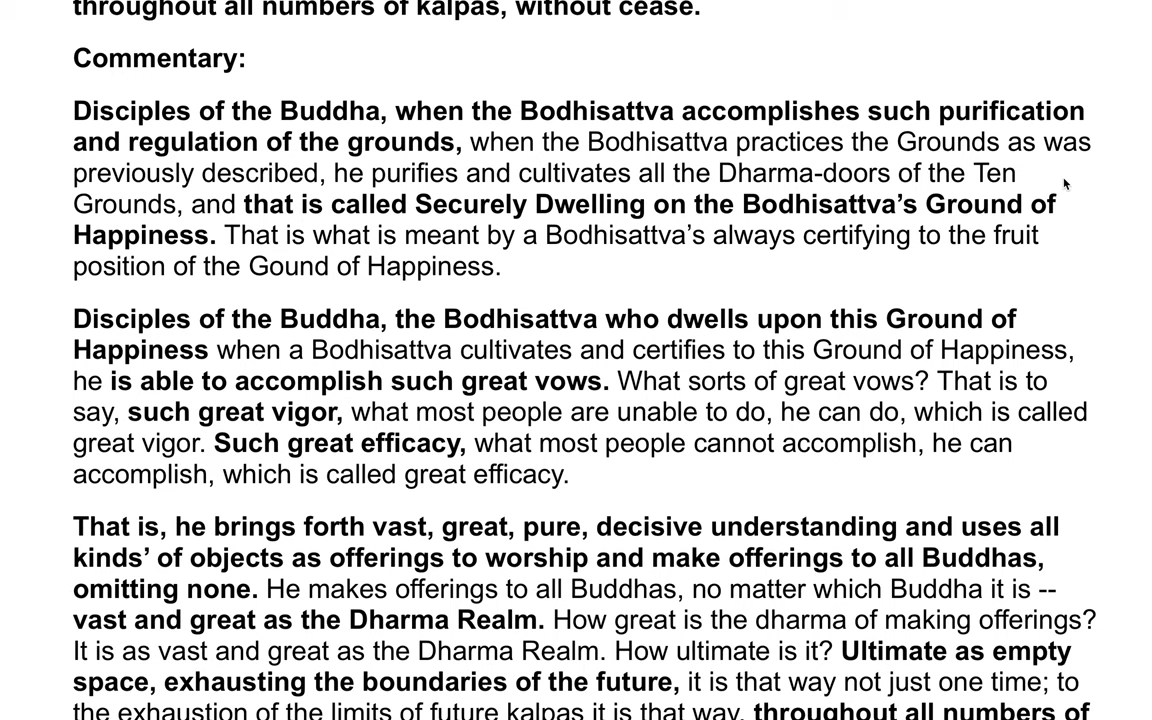 throughout all numbers of kalpas, without cease.
Commentary:
Disciples of the Buddha, when the Bodhisattva accomplishes such purification
and regulation of the grounds, when the Bodhisattva practices the Grounds as was
previously described, he purifies and cultivates all the Dharma-doors of the Ten
Grounds, and that is called Securely Dwelling on the Bodhisattva’s Ground of
Happiness. That is what is meant by a Bodhisattva’s always certifying to the fruit
position of the Gound of Happiness.
Disciples of the Buddha, the Bodhisattva who dwells upon this Ground of
Happiness when a Bodhisattva cultivates and certifies to this Ground of Happiness,
he is able to accomplish such great vows. What sorts of great vows? That is to
say, such great vigor, what most people are unable to do, he can do, which is called
great vigor. Such great efficacy, what most people cannot accomplish, he can
accomplish, which is called great efficacy.
That is, he brings forth vast, great, pure, decisive understanding and uses all
kinds’ of objects as offerings to worship and make offerings to all Buddhas,
omitting none. He makes offerings to all Buddhas, no matter which Buddha it is --
vast and great as the Dharma Realm. How great is the dharma of making offerings?
It is as vast and great as the Dharma Realm. How ultimate is it? Ultimate as empty
space, exhausting the boundaries of the future, it is that way not just one time; to
the exhaustion of the limits of future kalpas it is that way, throughout all numbers of